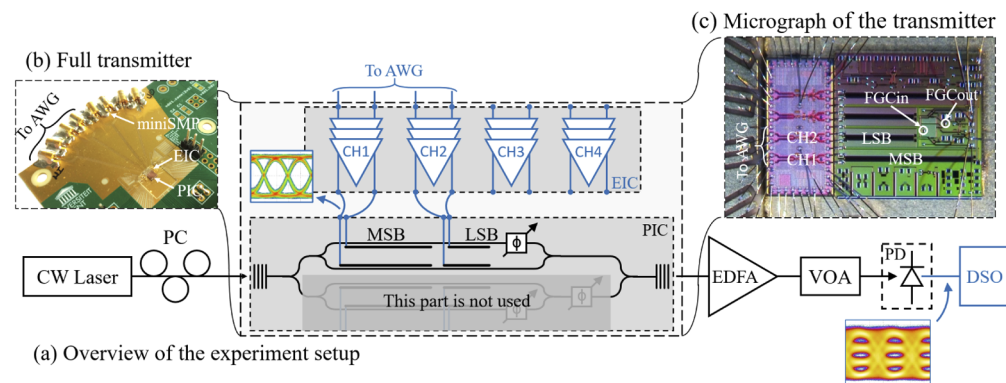 (c) Micrograph of the transmitter
(b) Full transmitter
To AWG
miniSMP
EIC
PIC
To AWG
CH1
CH2
CH3
CH4
EIC
To AWG
CH2
CH1
FGCin
FGCout
LSB
MSB
PC
CW Laser
MSB
LSB
ϕ
PIC
This part is not used
ϕ
EDFA
VOA
PD
DSO
(a) Overview of the experiment setup